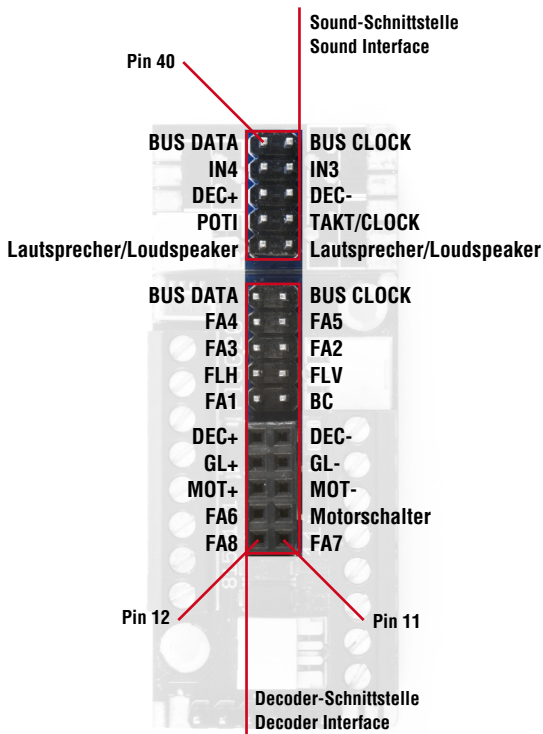 Sound-Schnittstelle
Sound Interface
Pin 40
BUS DATA BUS CLOCK
IN4 IN3
DEC+ DEC-
POTI TAKT/CLOCK
Lautsprecher/Loudspeaker Lautsprecher/Loudspeaker
BUS DATA BUS CLOCK
FA4 FA5
FA3 FA2
FLH FLV
FA1 BC
DEC+ DEC-
GL+ GL-
MOT+ MOT-
FA6 Motorschalter
FA8 FA7
Pin 12 Pin 11
Decoder-Schnittstelle
Decoder Interface